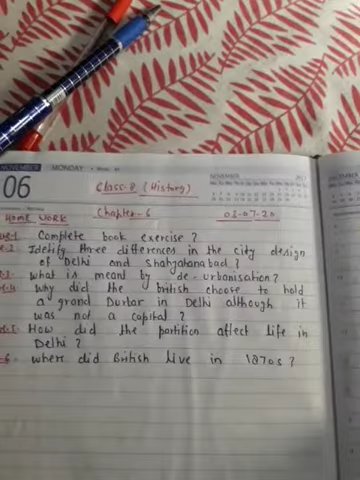 NOVEMBER MONDAY
06
NOVEMBER
Class-8 (History)
HOME WORK Chapter-6 03-07-20
Complete book exercise?
Idetify three differences in the city design
of Delhi and Shahjahanabad?
what is meant by de-urbanisation?
why did the british choose to hold
a grand Durbar in Delhi although it
was not a capital?
How did the partition affect life in
Delhi?
where did British live in 1870s?